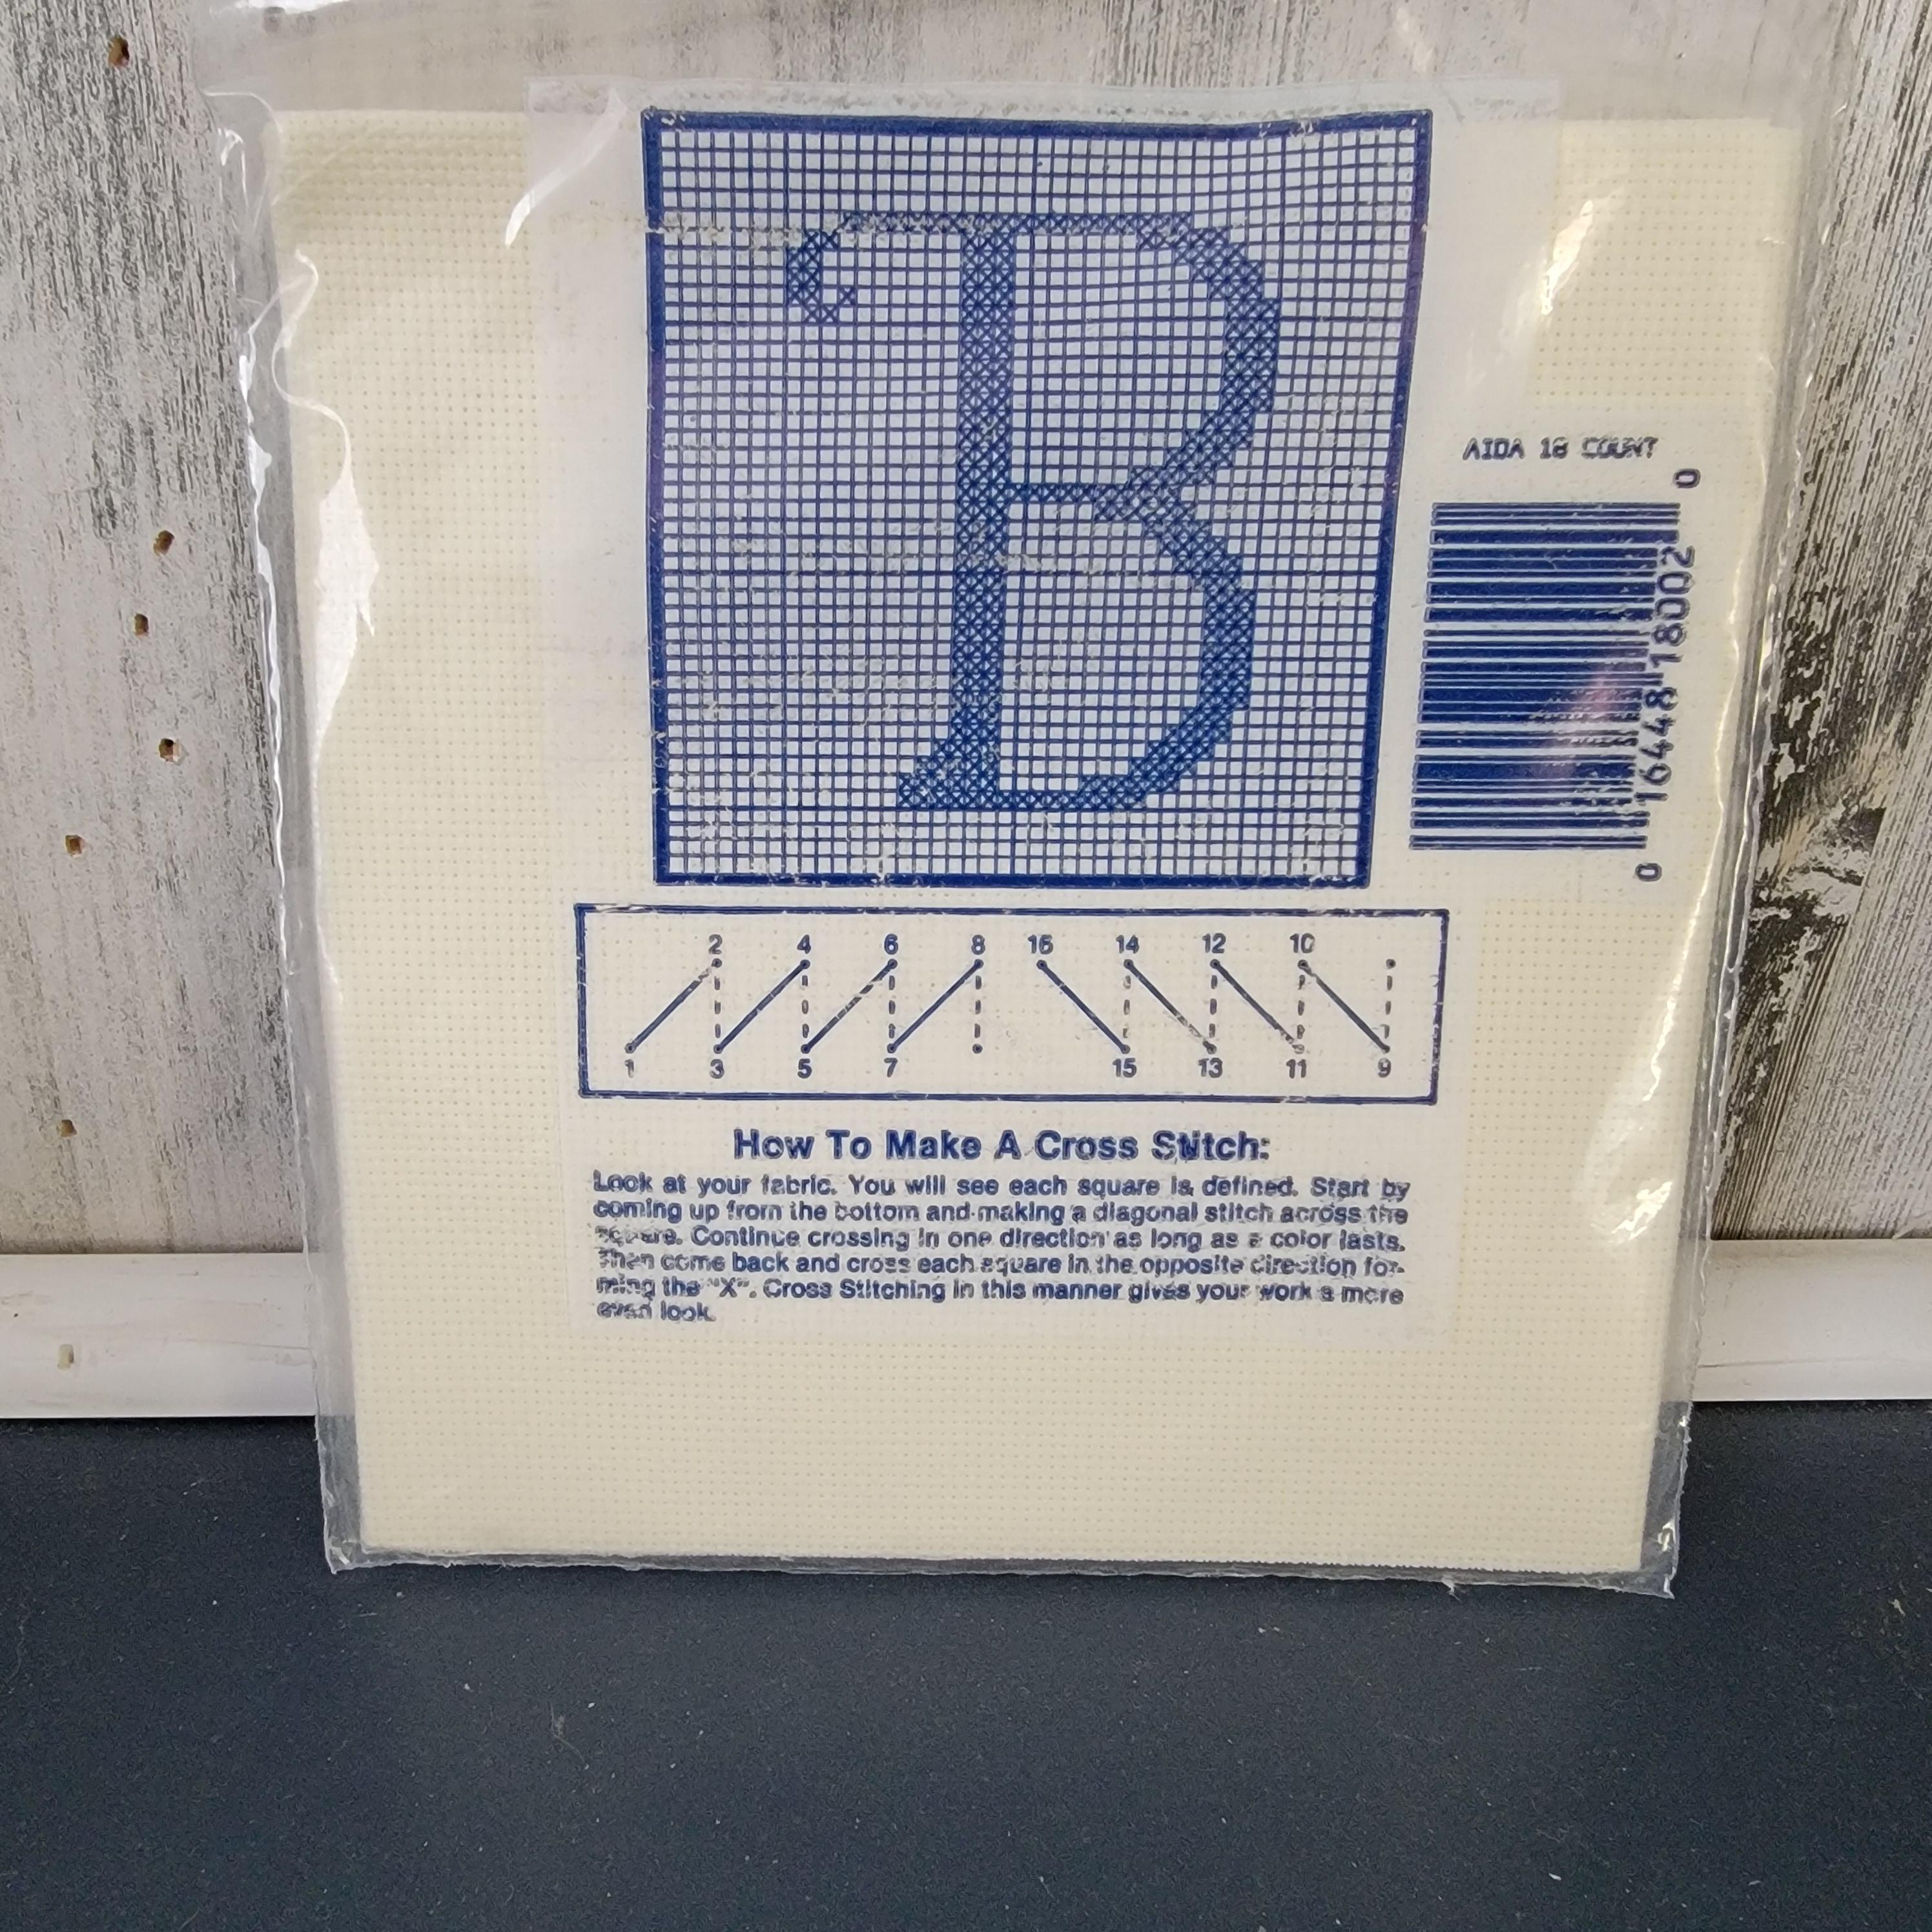 B
AIDA 18 COUNT
0 16448 18002 0
2 4 6 8 16 14 12 10
1 3 5 7 15 13 11 9
How To Make A Cross Stitch:
Look at your fabric. You will see each square is defined. Start by
coming up from the bottom and making a diagonal stitch across the
square. Continue crossing in one direction as long as a color lasts.
Then come back and cross each square in the opposite direction for-
ming the "X". Cross Stitching in this manner gives your work a more
even look.